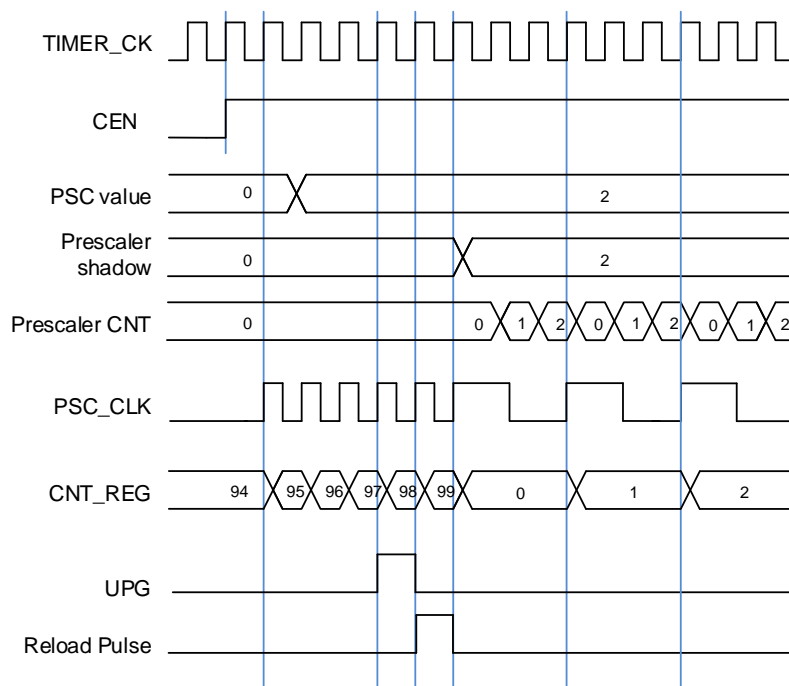 TIMER_CK
CEN
PSC value 0 2
Prescaler
shadow 0 2
Prescaler CNT 0 0 1 2 0 1 2 0 1 2
PSC_CLK
CNT_REG 94 95 96 97 98 99 0 1 2
UPG
Reload Pulse